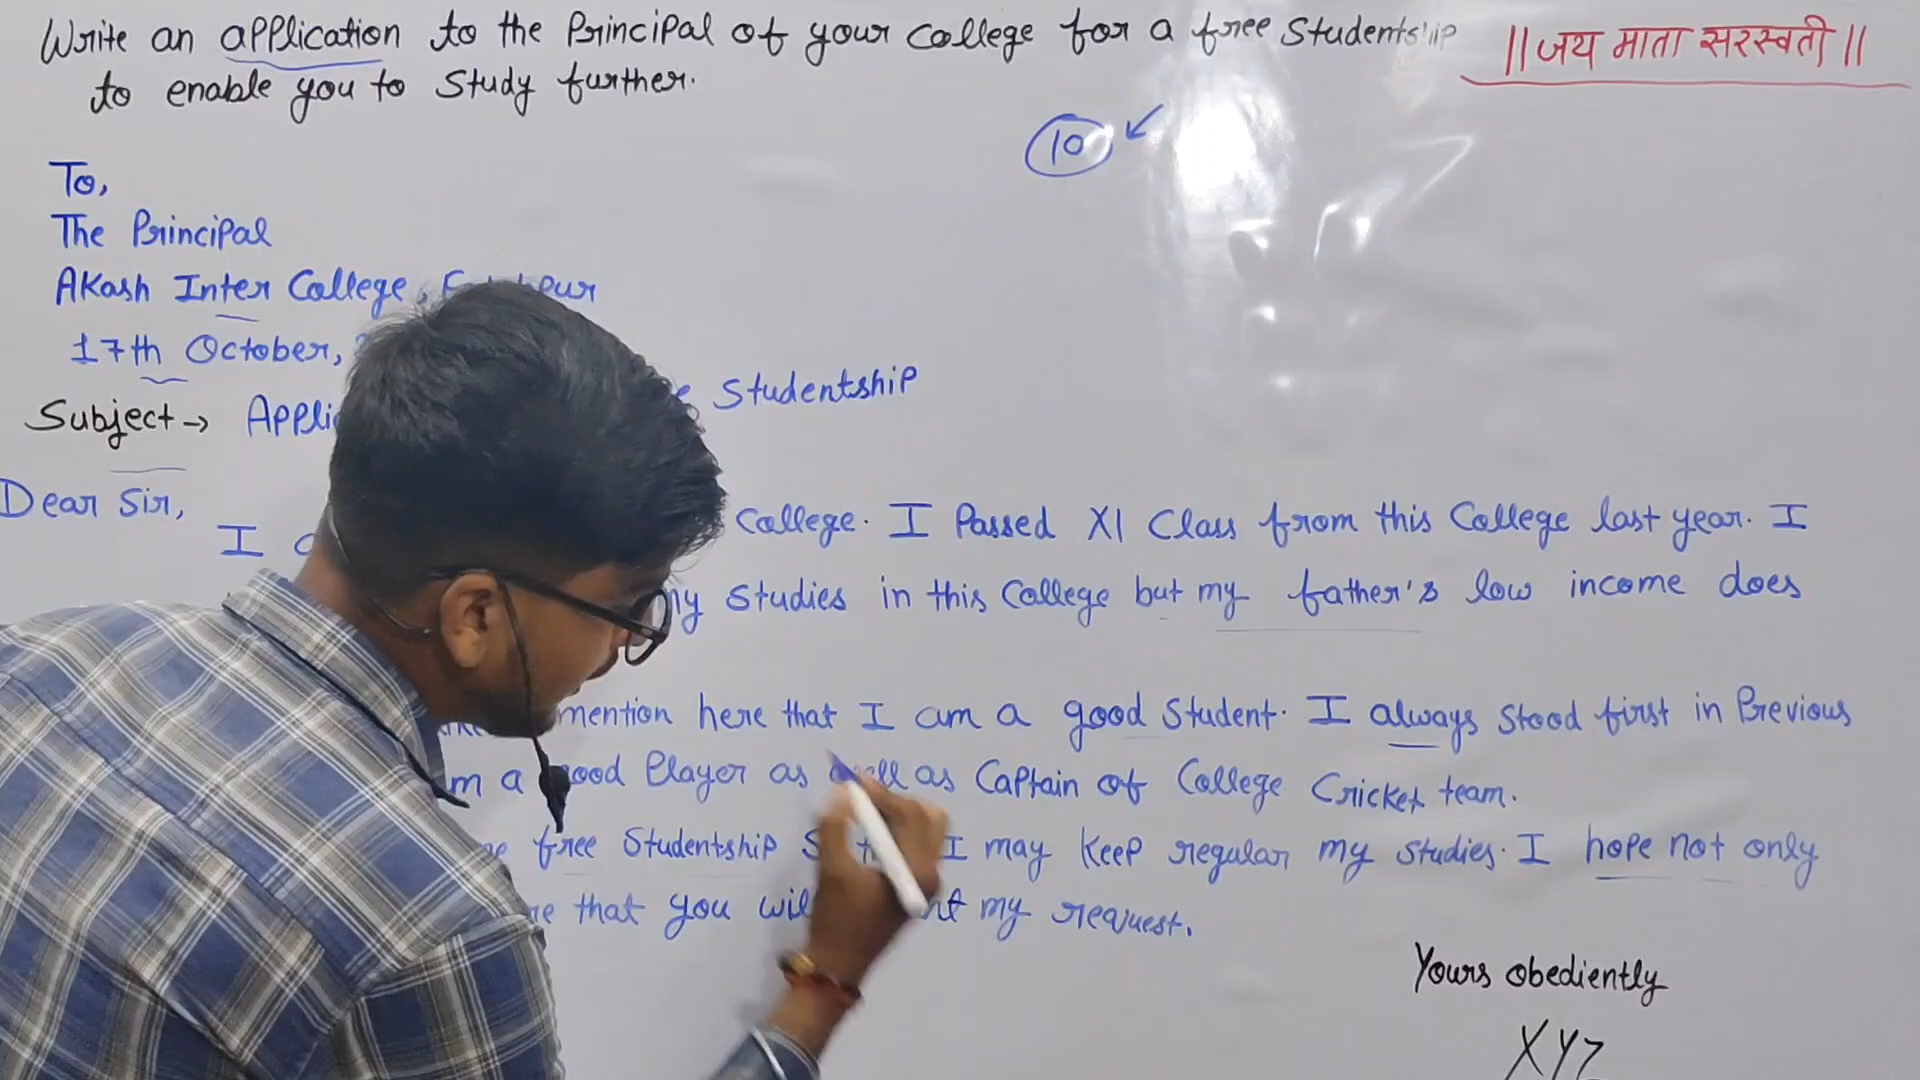 Write an application to the Principal of your College for a free Studentship
to enable you to Study further.
||जय माता सरस्वती||
10
To,
The Principal
Akash Inter College,
17th October,
Subject → Studentship
Dear Sir,
I College. I Passed XI Class from this College last year. I
my studies in this College but my father's low income does
mention here that I am a good Student. I always stood first in Previous
a good Player as well as Captain of College Cricket team.
free Studentship I may Keep regular my studies. I hope not only
that you my request.
Yours obediently
XYZ